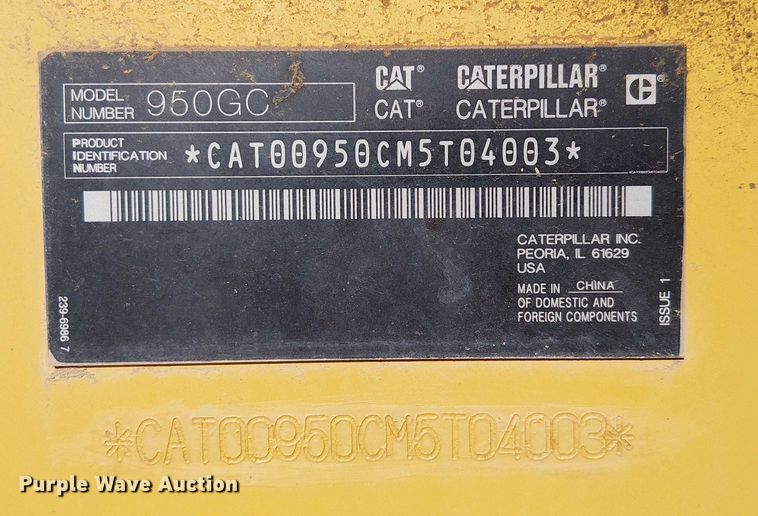 CAT® CATERPILLAR®
CAT® CATERPILLAR®
MODEL NUMBER 950GC
PRODUCT IDENTIFICATION NUMBER *CAT00950CM5T04003*
CATERPILLAR INC.
PEORIA, IL 61629
USA
MADE IN CHINA
OF DOMESTIC AND
FOREIGN COMPONENTS
ISSUE 1
239-6986 7
*CAT00950CM5T04003*
Purple Wave Auction